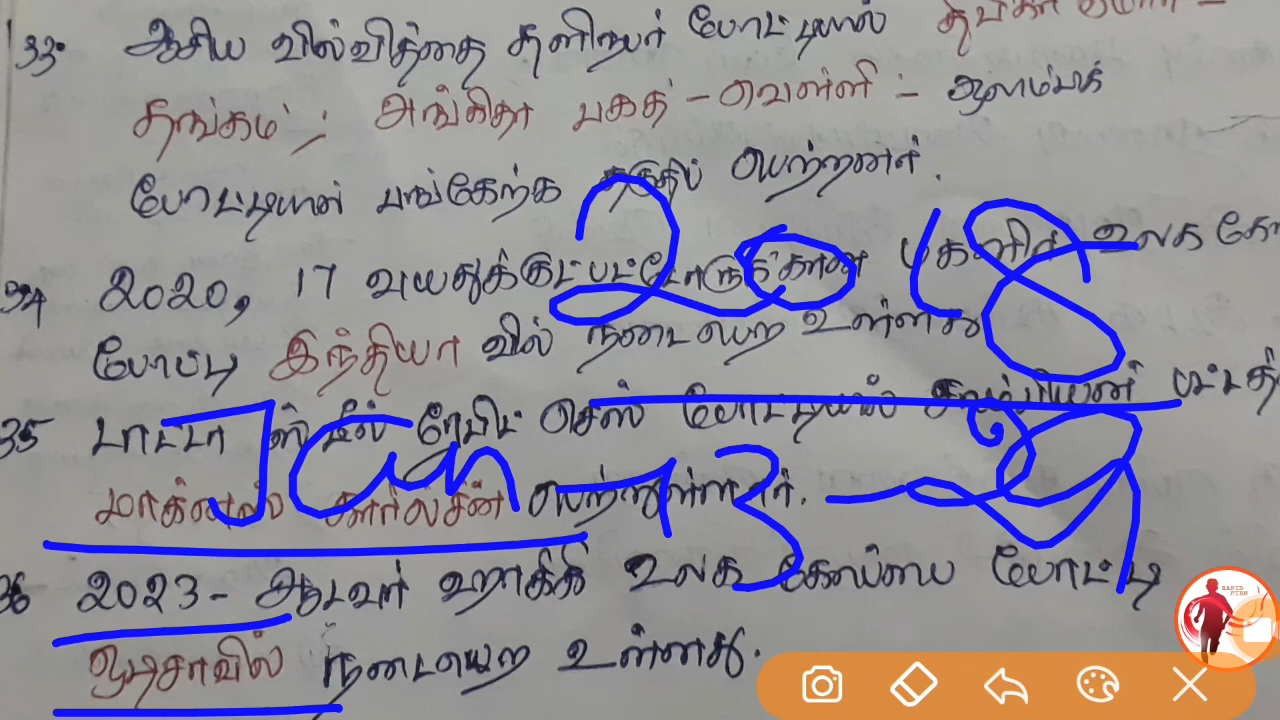 33. ஆசிய வில்வித்தை தனிநபர் போட்டியில் தீபிகா குமாரி -
தங்கம் ; அங்கிதா பகத் - வெள்ளி - ஒலிம்பிக்
போட்டியில் பங்கேற்க தகுதிப் பெற்றனர்.
2018
34 2020, 17 வயதுக்குட்பட்டோருக்கான மகளிர் உலக கோ
போப்பு இந்தியா வில் நடைபெற உள்ளது
35 டாட்டா ஸ்டீல் ரேபிட் செஸ் போட்டியில் சாம்பியன் பட்டத்
Jan - 13 -
மாக்னஸ் கார்ல்சன் பெற்றுள்ளார்.
36 2023 - ஆடவர் ஹாக்கி உலக கோப்பை போட்டி
ஒடிசாவில் நடைபெற உள்ளது.
RAPID